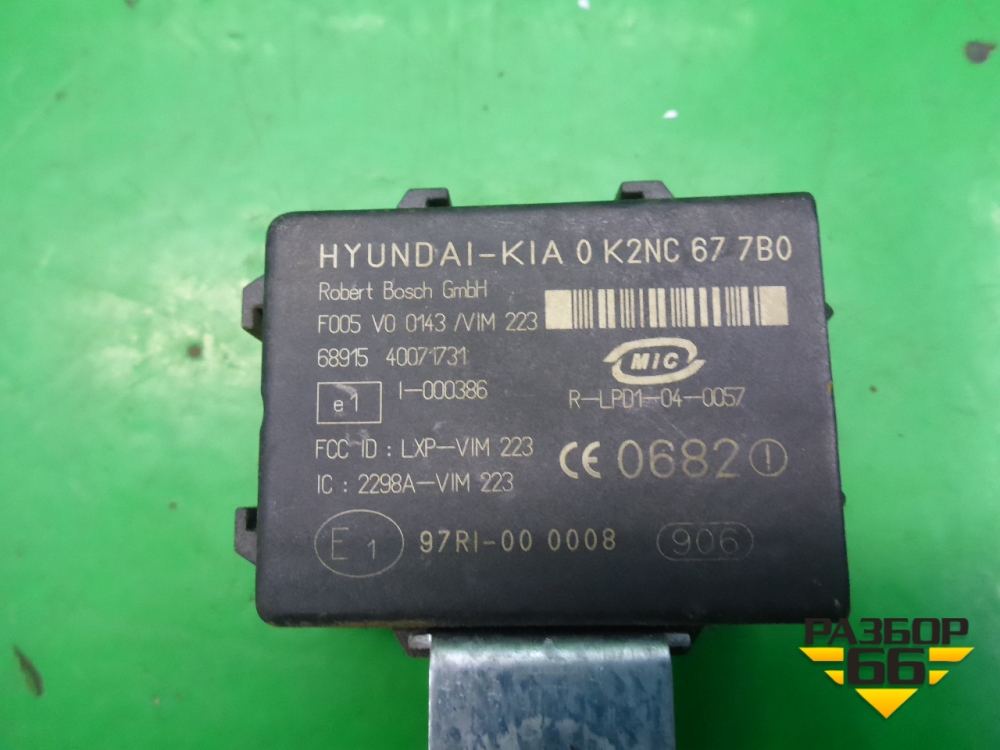 HYUNDAI-KIA 0 K2NC 67 7B0
Robert Bosch GmbH
F005 V0 0143 /VIM 223
68915 40071731
MIC
e1 I-000386
R-LPD1-04-0057
FCC ID : LXP-VIM 223
CE 0682
IC : 2298A-VIM 223
E1 97RI-00 0008 906
РАЗБОР
66